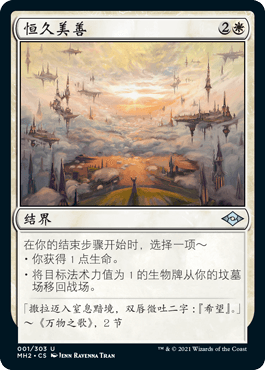 恒久美善 2
结界
在你的结束步骤开始时，选择一项～
•你获得1点生命。
•将目标法术力值为1的生物牌从你的坟墓
场移回战场。
「撒拉迈入窒息黯境，双唇微吐二字：『希望』。」
～《万物之歌》，2节
001/303 U
MH2 • CS JENN RAVENNA TRAN
™ & © 2021 Wizards of the Coast